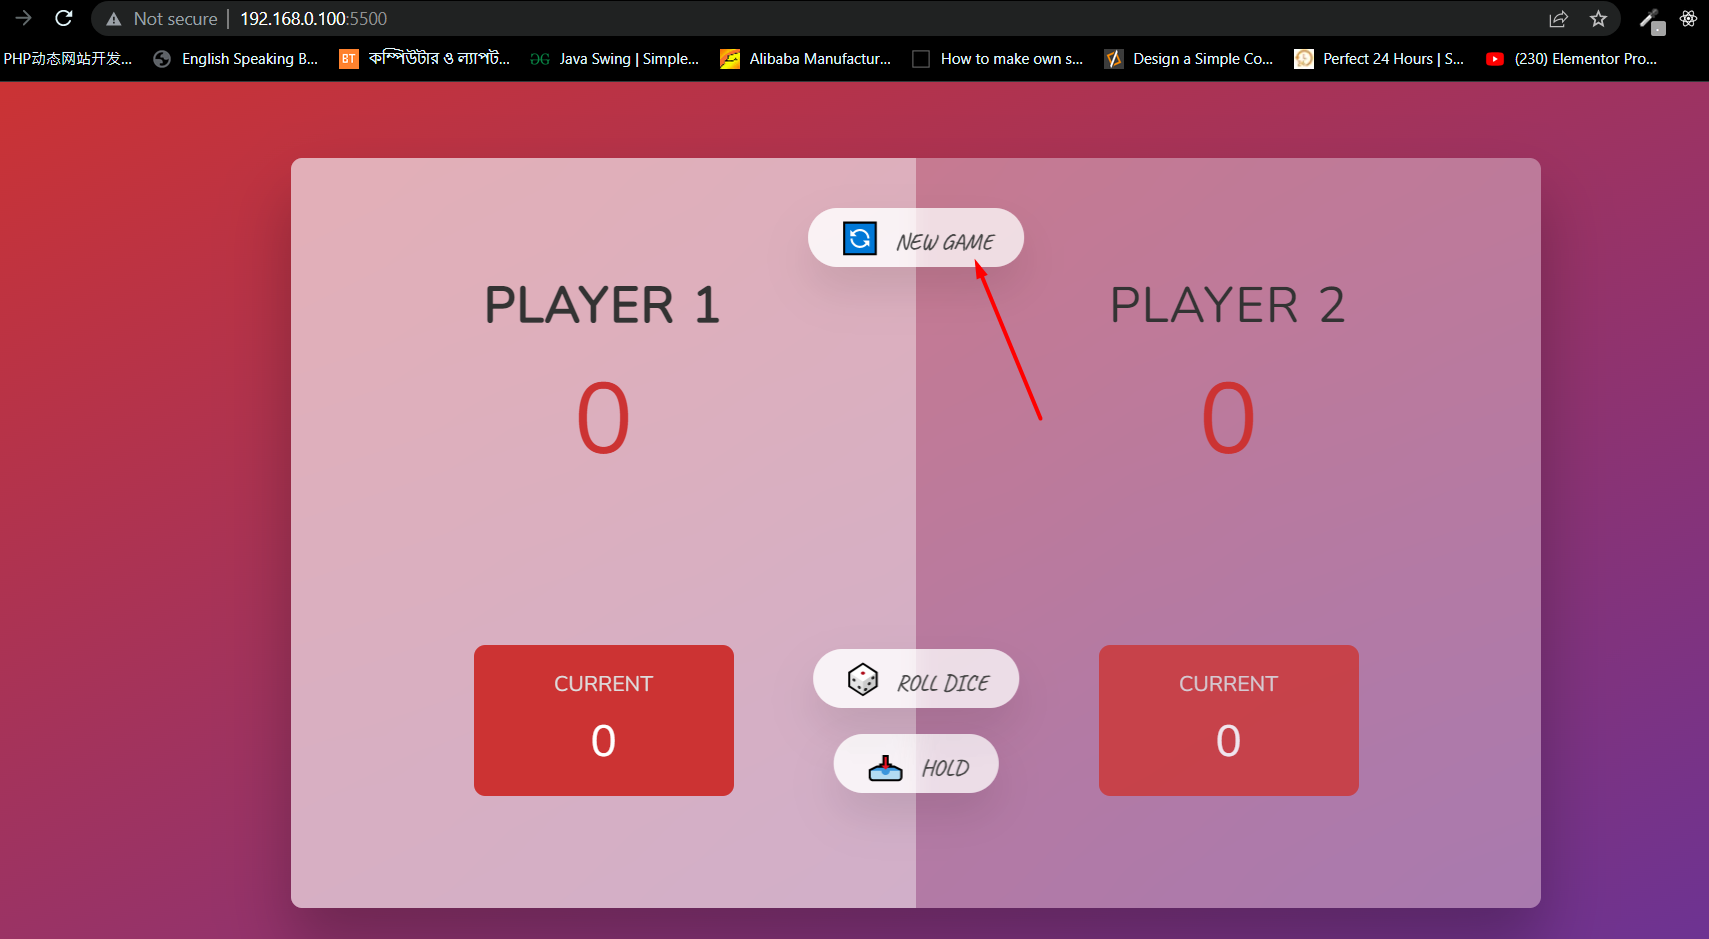 Not secure | 192.168.0.100:5500
PHP动态网站开发... English Speaking B... BT কম্পিউটার ও ল্যাপট... GG Java Swing | Simple... Alibaba Manufactur... How to make own s... Design a Simple Co... Perfect 24 Hours | S... (230) Elementor Pro...
NEW GAME
PLAYER 1
PLAYER 2
0
0
CURRENT
0
ROLL DICE
HOLD
CURRENT
0